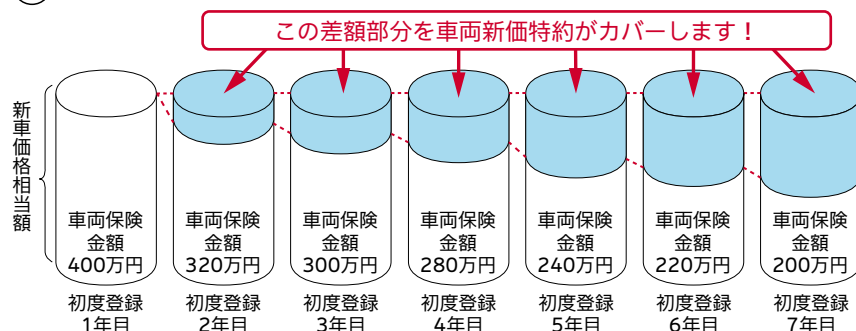 この差額部分を車両新価特約がカバーします！
新車価格相当額
車両保険
金額
400万円
車両保険
金額
320万円
車両保険
金額
300万円
車両保険
金額
280万円
車両保険
金額
240万円
車両保険
金額
220万円
車両保険
金額
200万円
初度登録
1年目
初度登録
2年目
初度登録
3年目
初度登録
4年目
初度登録
5年目
初度登録
6年目
初度登録
7年目